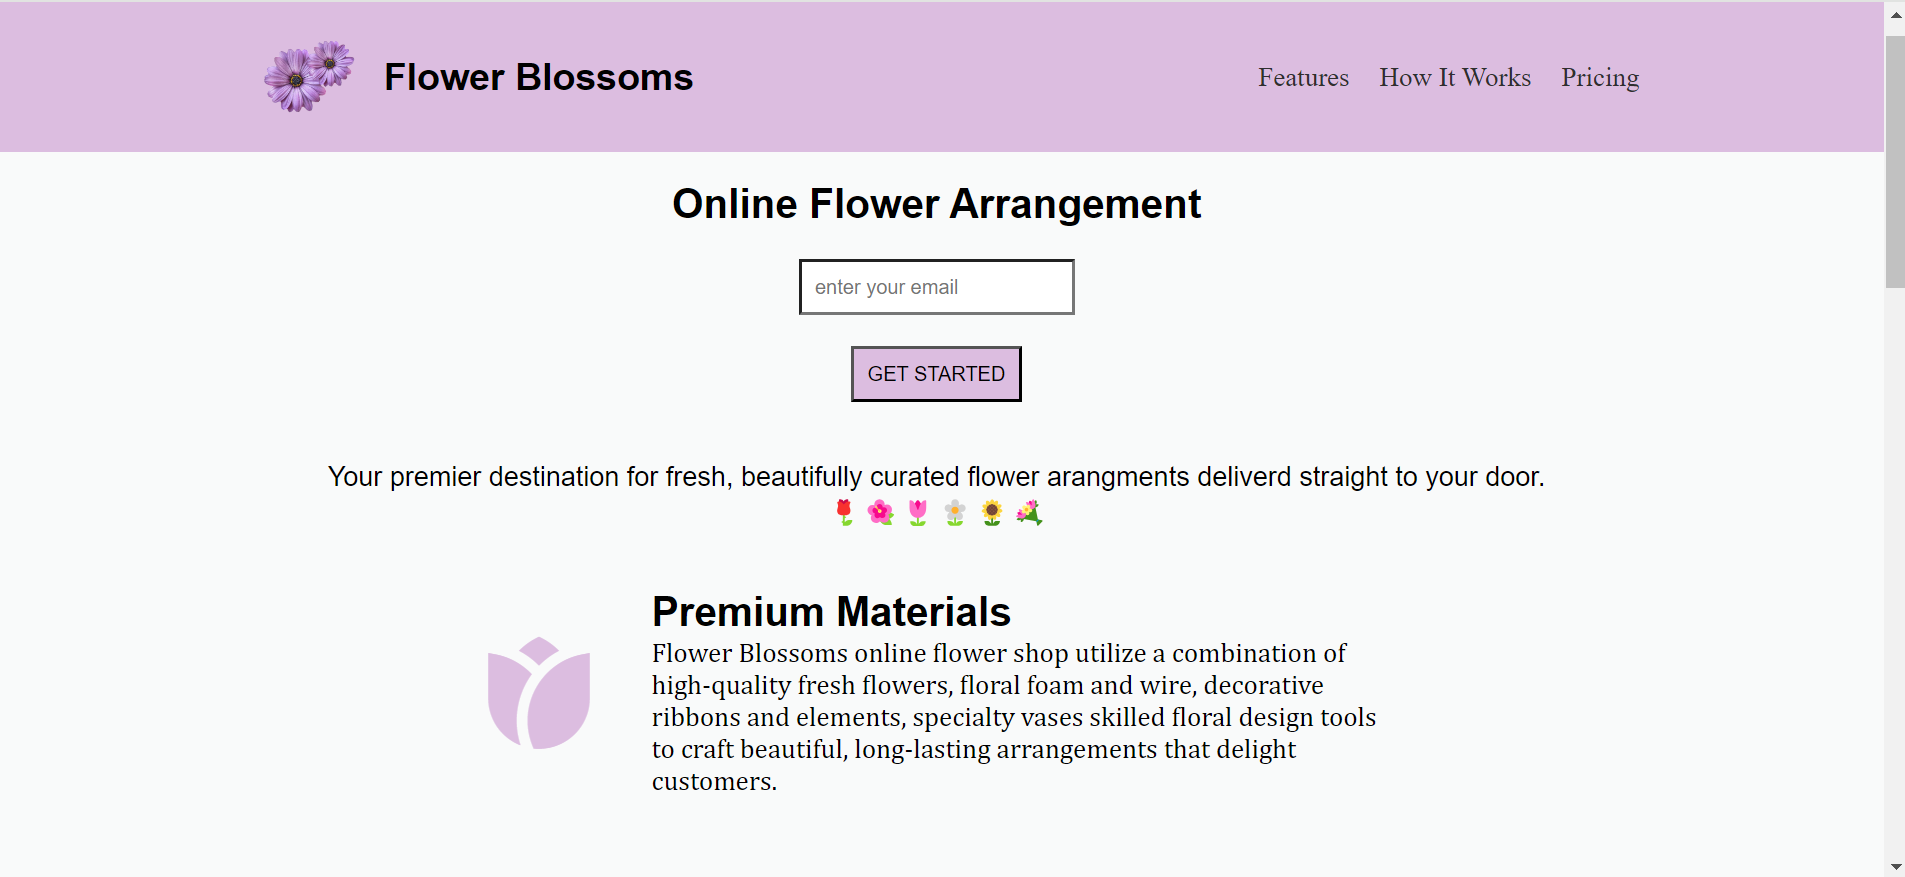 Flower Blossoms
Features How It Works Pricing
Online Flower Arrangement
enter your email
GET STARTED
Your premier destination for fresh, beautifully curated flower arangments deliverd straight to your door.
Premium Materials
Flower Blossoms online flower shop utilize a combination of
high-quality fresh flowers, floral foam and wire, decorative
ribbons and elements, specialty vases skilled floral design tools
to craft beautiful, long-lasting arrangements that delight
customers.